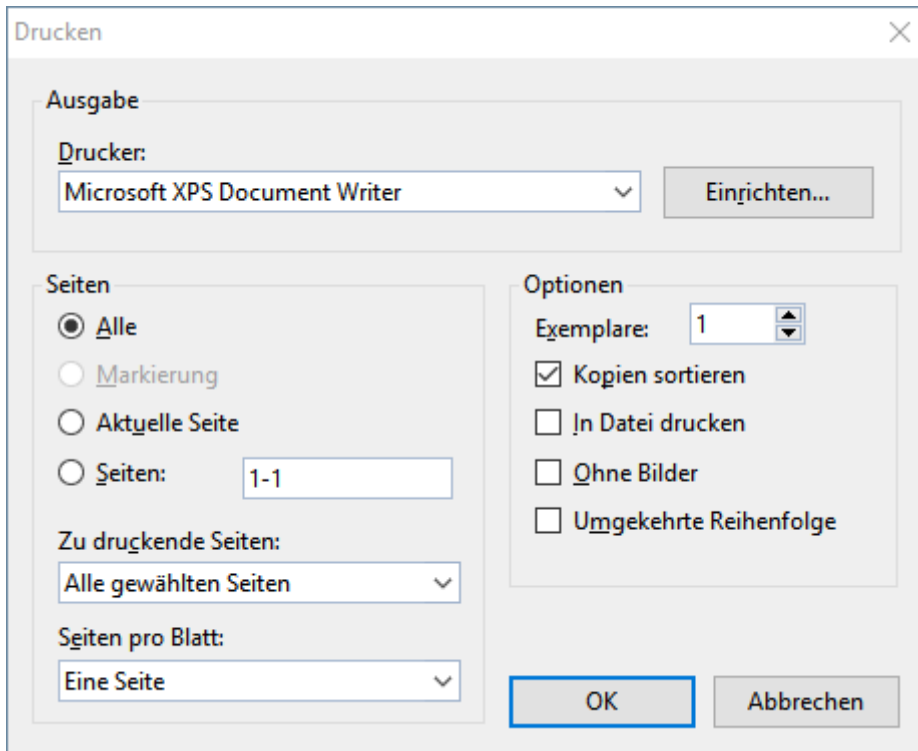 Drucken
Ausgabe
Drucker:
Microsoft XPS Document Writer
Einrichten...
Seiten
Alle
Markierung
Aktuelle Seite
Seiten: 1-1
Zu druckende Seiten:
Alle gewählten Seiten
Seiten pro Blatt:
Eine Seite
Optionen
Exemplare: 1
Kopien sortieren
In Datei drucken
Ohne Bilder
Umgekehrte Reihenfolge
OK
Abbrechen